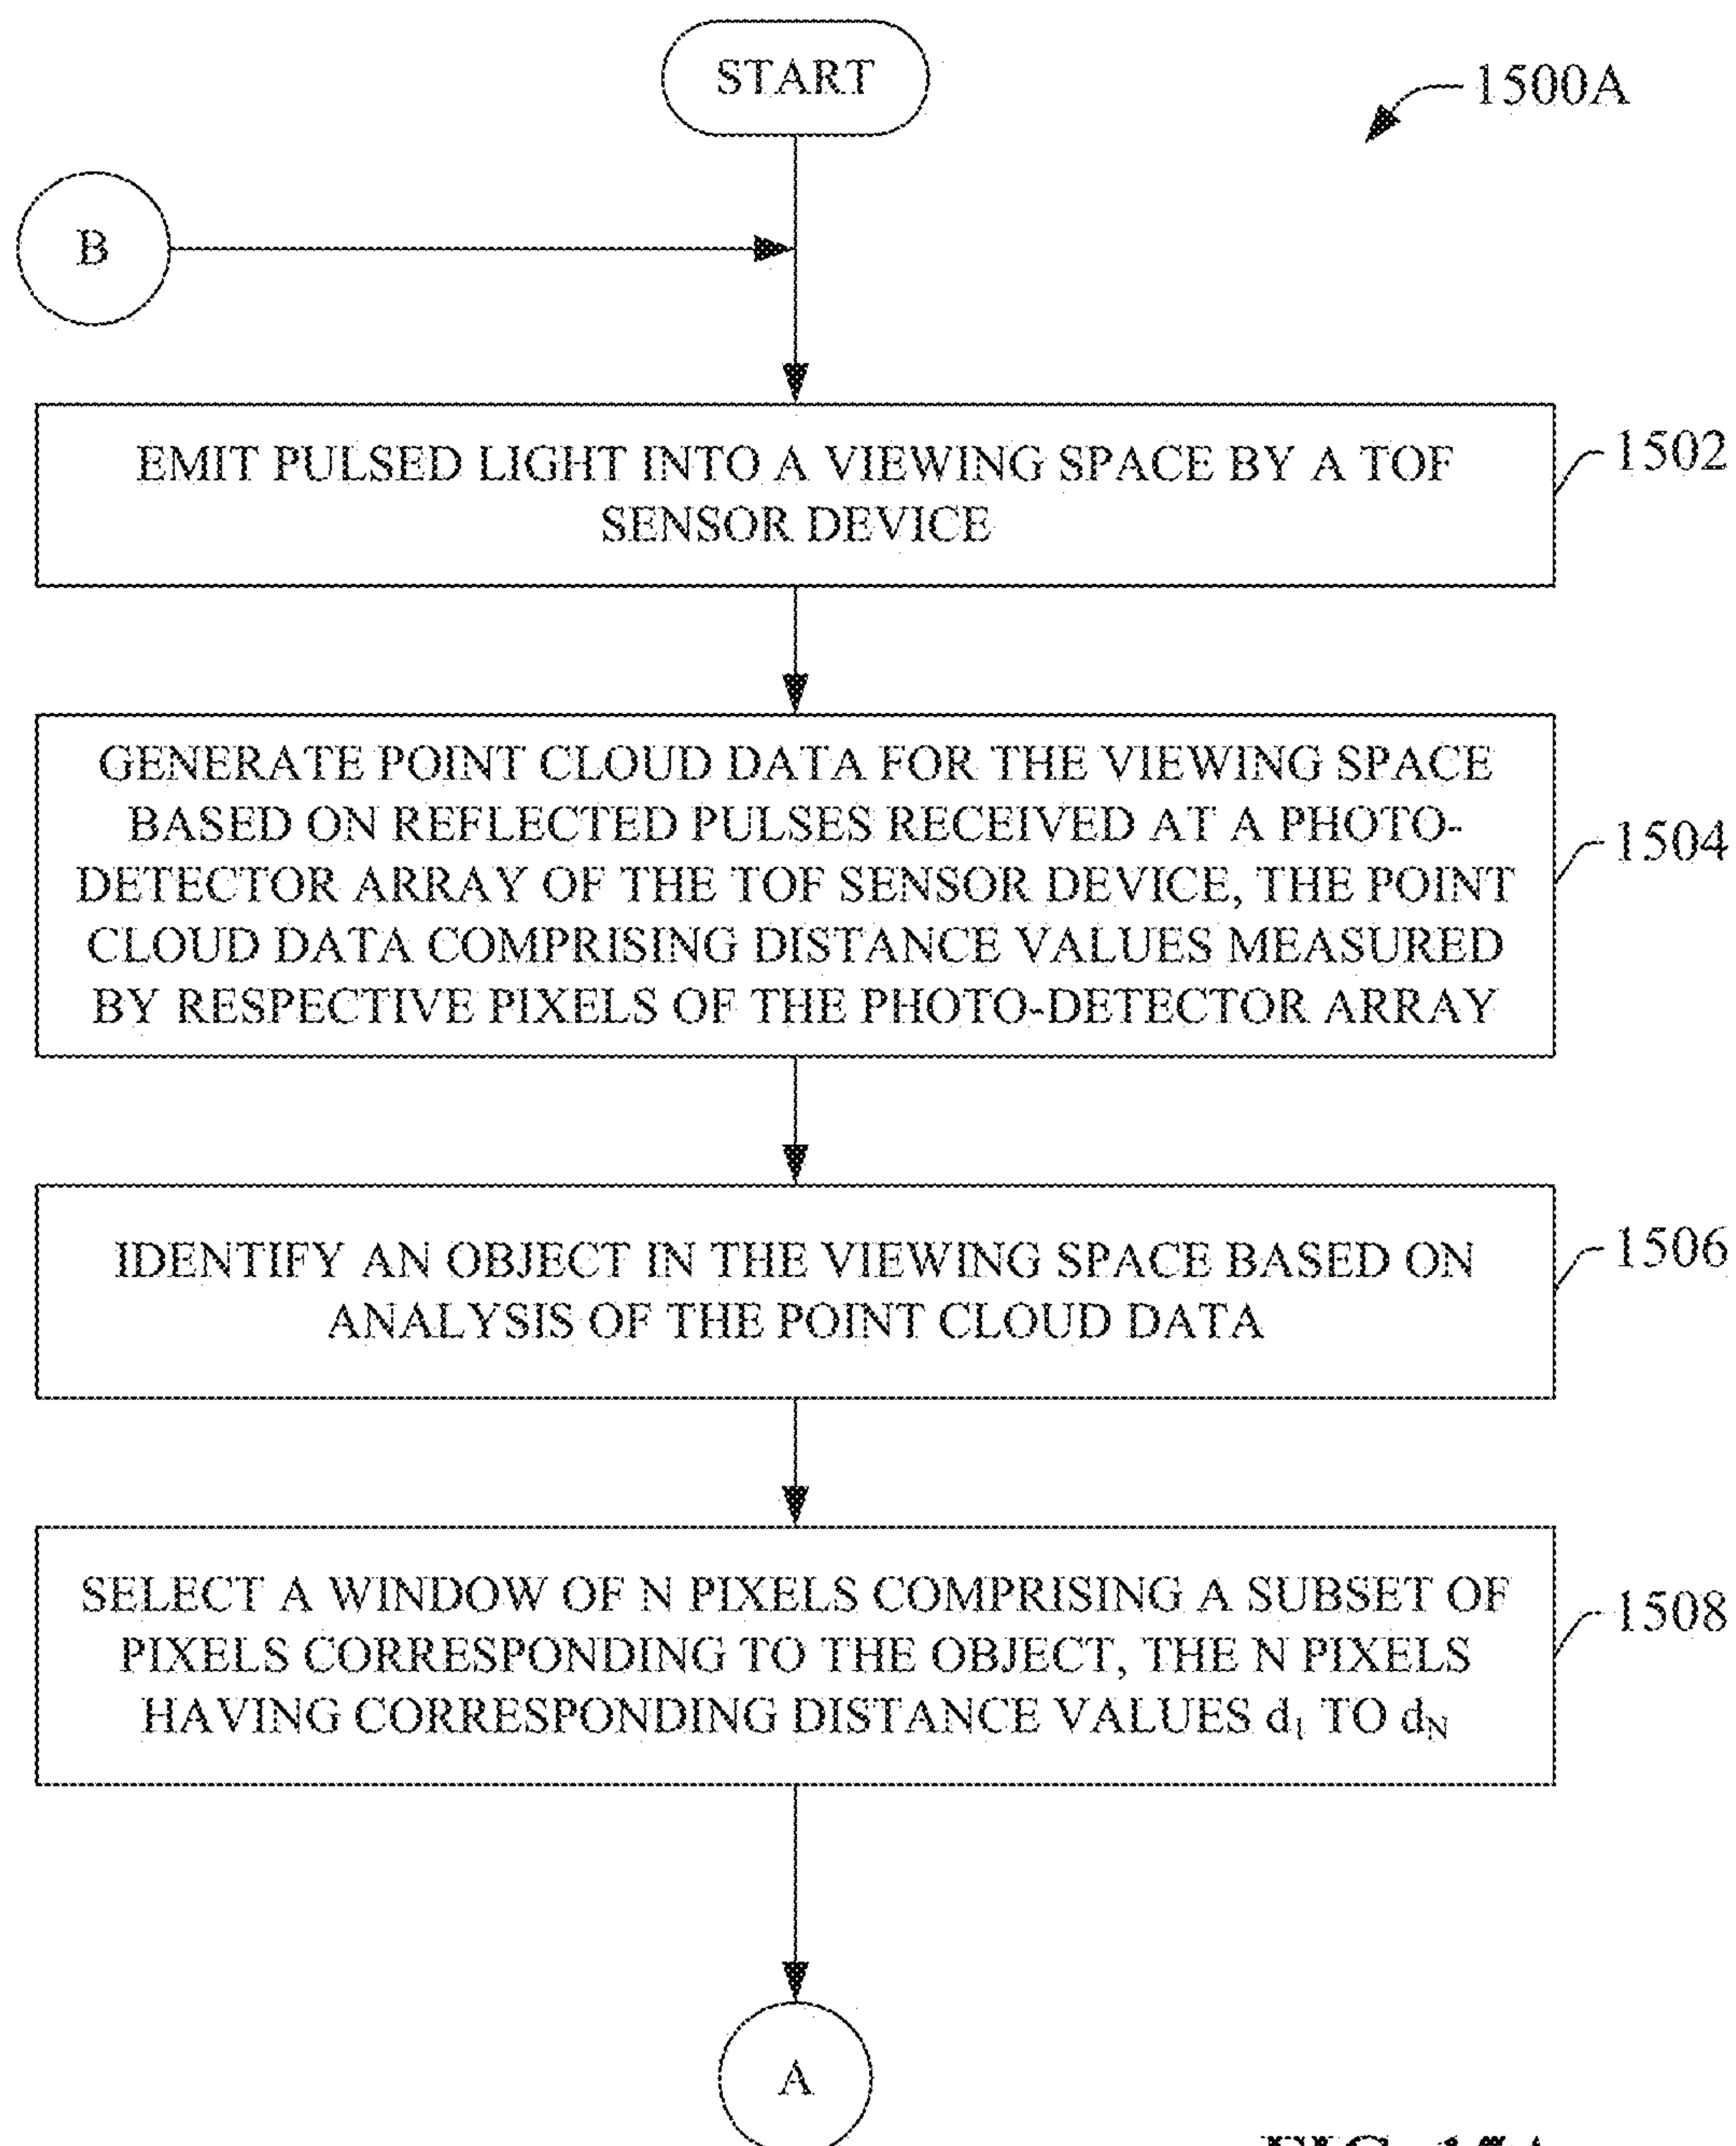 START
1500A
B
EMIT PULSED LIGHT INTO A VIEWING SPACE BY A TOF
SENSOR DEVICE
1502
GENERATE POINT CLOUD DATA FOR THE VIEWING SPACE
BASED ON REFLECTED PULSES RECEIVED AT A PHOTO-
DETECTOR ARRAY OF THE TOF SENSOR DEVICE, THE POINT
CLOUD DATA COMPRISING DISTANCE VALUES MEASURED
BY RESPECTIVE PIXELS OF THE PHOTO-DETECTOR ARRAY
1504
IDENTIFY AN OBJECT IN THE VIEWING SPACE BASED ON
ANALYSIS OF THE POINT CLOUD DATA
1506
SELECT A WINDOW OF N PIXELS COMPRISING A SUBSET OF
PIXELS CORRESPONDING TO THE OBJECT, THE N PIXELS
HAVING CORRESPONDING DISTANCE VALUES d₁ TO dN
1508
A